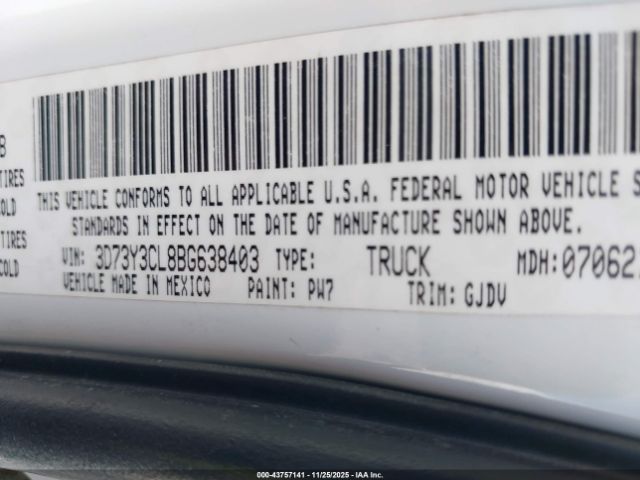 B
TIRES
COLD
TIRES
COLD
THIS VEHICLE CONFORMS TO ALL APPLICABLE U.S.A. FEDERAL MOTOR VEHICLE S
STANDARDS IN EFFECT ON THE DATE OF MANUFACTURE SHOWN ABOVE.
VIN: 3D73Y3CL8BG638403 TYPE: TRUCK MDH:07062
VEHICLE MADE IN MEXICO PAINT: PW7 TRIM: GJDV
000-43757141 - 11/25/2025 - IAA Inc.